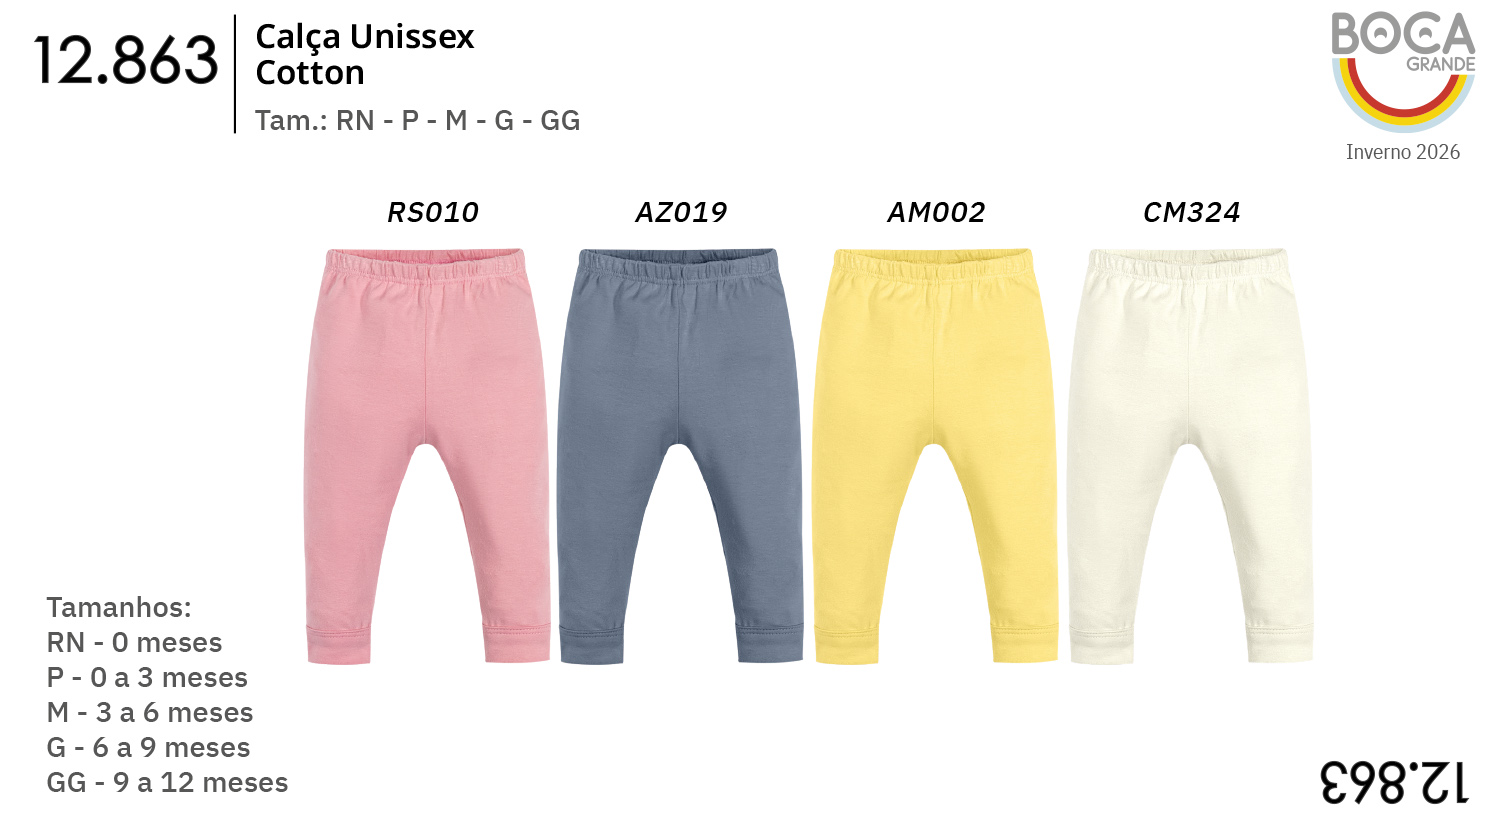 12.863
Calça Unissex
Cotton
Tam.: RN - P - M - G - GG
BOCA
GRANDE
Inverno 2026
RS010
AZ019
AM002
CM324
Tamanhos:
RN - 0 meses
P - 0 a 3 meses
M - 3 a 6 meses
G - 6 a 9 meses
GG - 9 a 12 meses
12.863